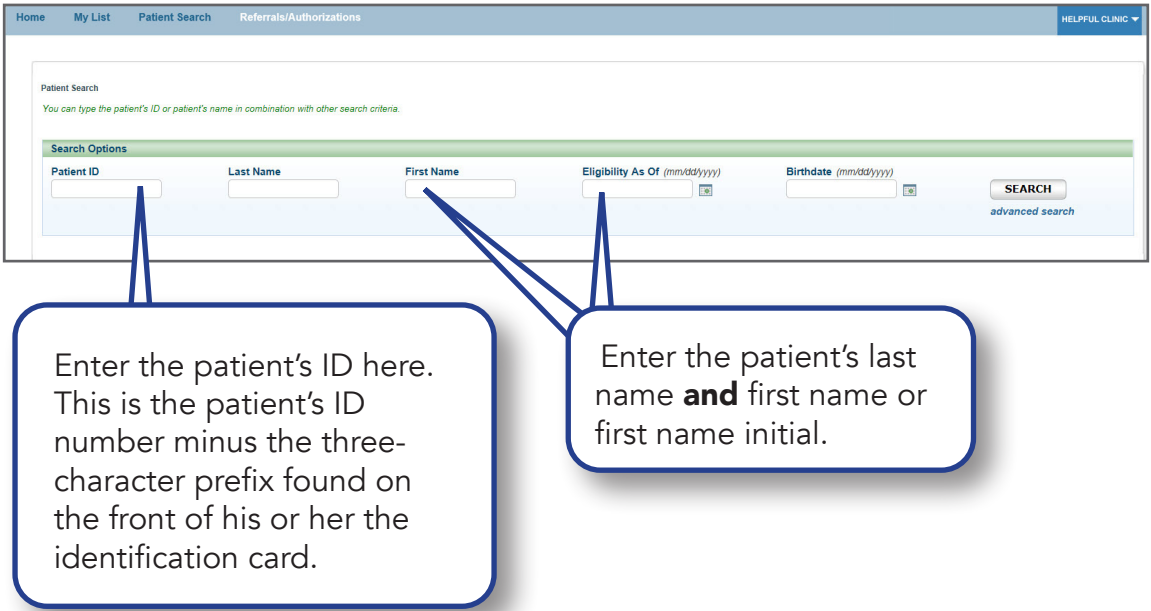 Home My List Patient Search Referrals/Authorizations HELPFUL CLINIC
Patient Search
You can type the patient's ID or patient's name in combination with other search criteria.
Search Options
Patient ID Last Name First Name Eligibility As Of (mm/dd/yyyy) Birthdate (mm/dd/yyyy)
SEARCH
advanced search
Enter the patient’s ID here.
This is the patient’s ID
number minus the three-
character prefix found on
the front of his or her the
identification card.
Enter the patient’s last
name and first name or
first name initial.